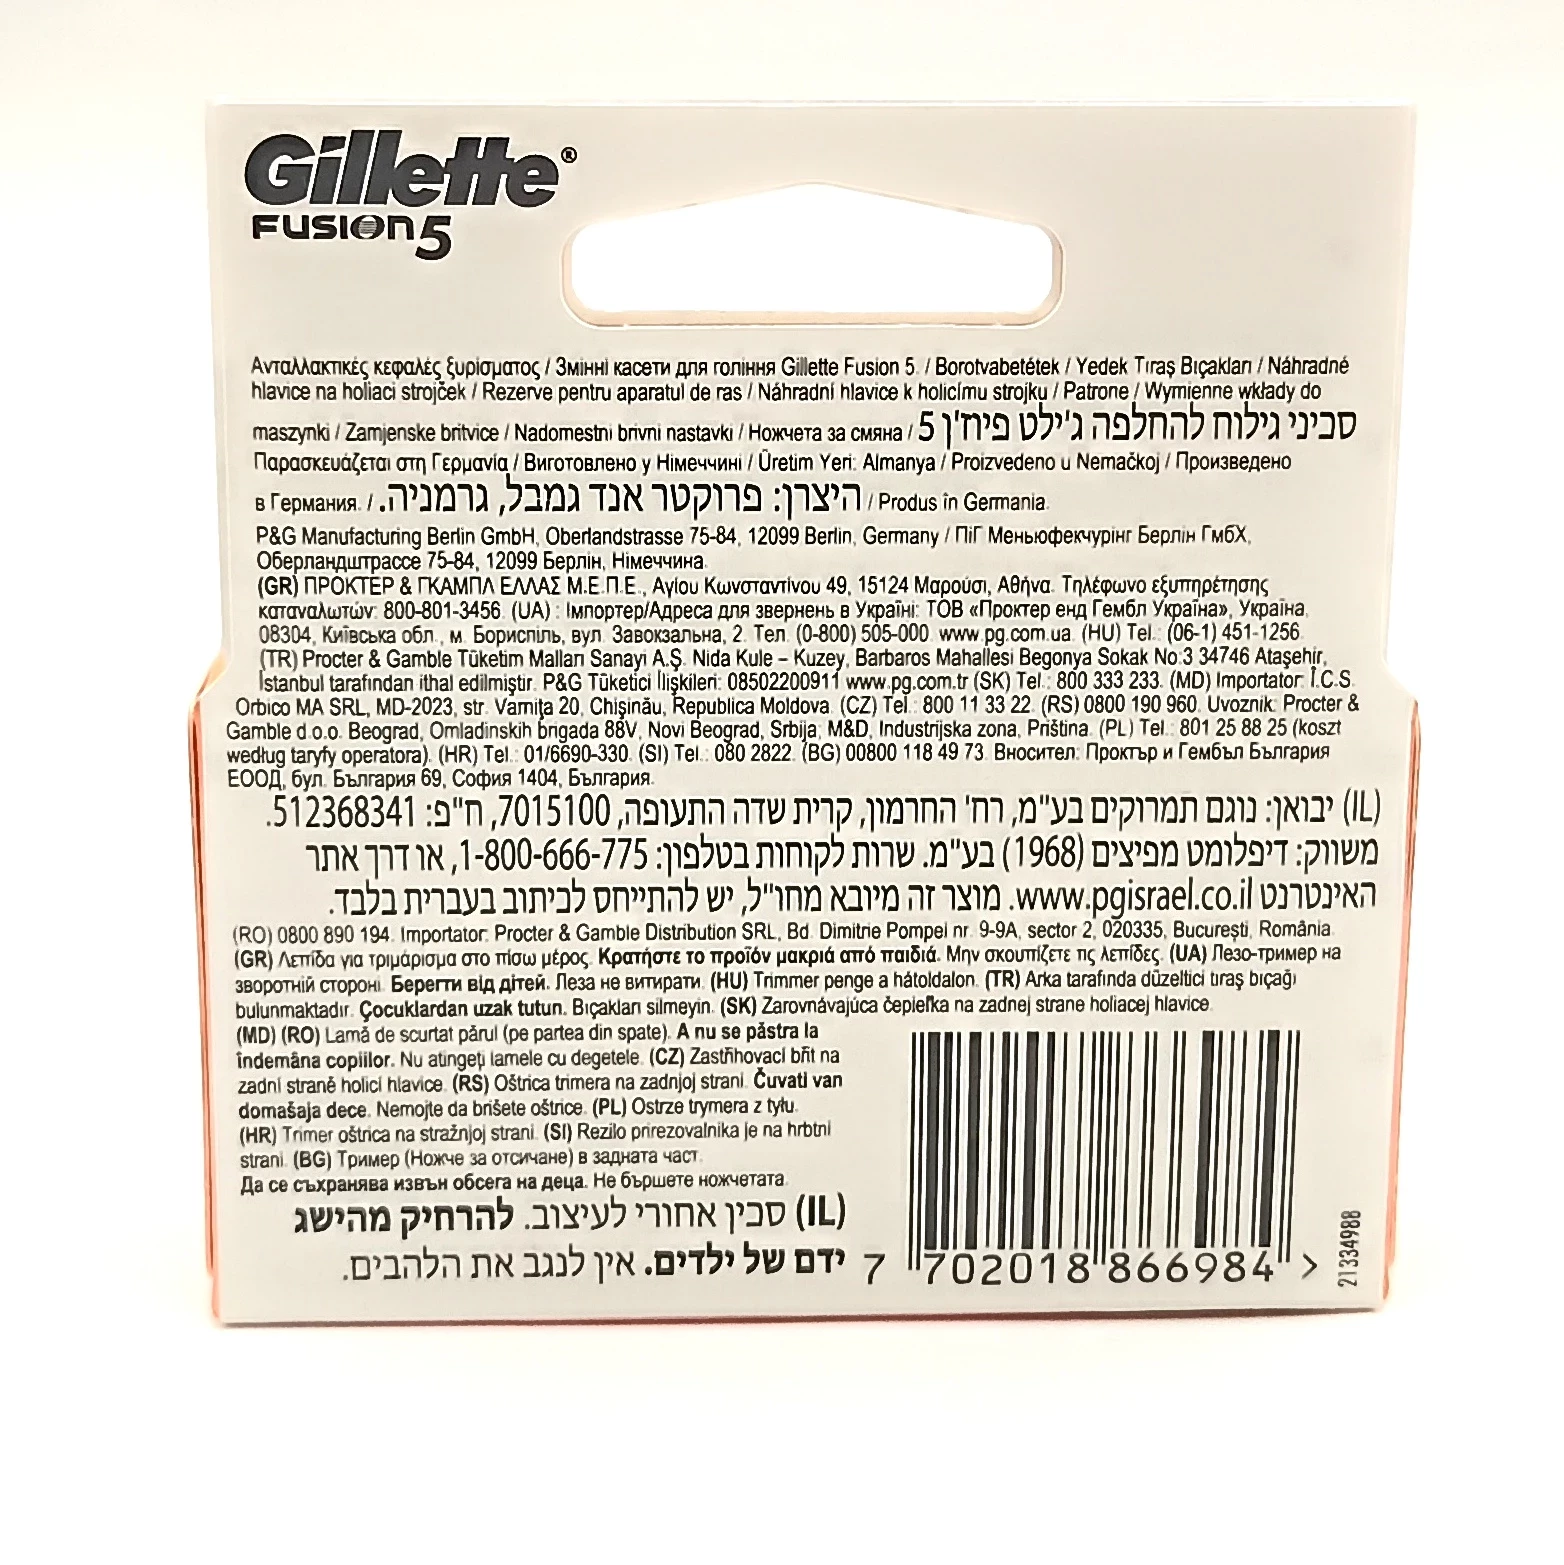 Gillette®
FUSION5
Ανταλλακτικές κεφαλές ξυρίσματος / Змінні касети для гоління Gillette Fusion 5. / Borotvabetétek / Yedek Tıraş Bıçakları / Náhradné
hlavice na holiaci strojček / Rezerve pentru aparatul de ras / Náhradní hlavice k holicímu strojku / Patrone / Wymienne wkłady do
maszynki / Zamjenske britvice / Nadomestni brivni nastavki / Ножчета за смяна / סכיני גילוח להחלפה ג'ילט פיוז'ן 5
Παρασκευάζεται στη Γερμανία / Виготовлено у Німеччині / Üretim Yeri: Almanya / Proizvedeno u Nemačkoj / Произведено
в Германия. / היצרן: פרוקטר אנד גמבל, גרמניה. / Produs în Germania.
P&G Manufacturing Berlin GmbH, Oberlandstrasse 75-84, 12099 Berlin, Germany / ПіГ Меньюфекчурінг Берлін ГмбХ,
Оберландштрассе 75-84, 12099 Берлін, Німеччина.
(GR) ΠΡΟΚΤΕΡ & ΓΚΑΜΠΛ ΕΛΛΑΣ Μ.Ε.Π.Ε., Αγίου Κωνσταντίνου 49, 15124 Μαρούσι, Αθήνα. Τηλέφωνο εξυπηρέτησης
καταναλωτών: 800-801-3456. (UA) : Імпортер/Адреса для звернень в Україні: ТОВ «Проктер енд Гембл Україна», Україна,
08304, Київська обл., м. Бориспіль, вул. Завокзальна, 2. Тел. (0-800) 505-000. www.pg.com.ua. (HU) Tel.: (06-1) 451-1256.
(TR) Procter & Gamble Tüketim Malları Sanayi A.Ş. Nida Kule – Kuzey, Barbaros Mahallesi Begonya Sokak No:3 34746 Ataşehir,
İstanbul tarafından ithal edilmiştir. P&G Tüketici İlişkileri: 08502200911 www.pg.com.tr (SK) Tel.: 800 333 233. (MD) Importator: Î.C.S.
Orbico MA SRL, MD-2023, str. Varnița 20, Chișinău, Republica Moldova. (CZ) Tel.: 800 11 33 22. (RS) 0800 190 960. Uvoznik: Procter &
Gamble d.o.o. Beograd, Omladinskih brigada 88V, Novi Beograd, Srbija; M&D, Industrijska zona, Priština. (PL) Tel.: 801 25 88 25 (koszt
według taryfy operatora). (HR) Tel.: 01/6690-330. (SI) Tel.: 080 2822. (BG) 00800 118 49 73. Вносител: Проктър и Гембъл България
ЕООД, бул. България 69, София 1404, България.
(IL) יבואן: נוגם תמרוקים בע"מ, רח' החרמון, קרית שדה התעופה, 7015100, ח"פ: 512368341.
משווק: דיפלומט מפיצים (1968) בע"מ. שרות לקוחות בטלפון: 1-800-666-775, או דרך אתר
האינטרנט www.pgisrael.co.il. מוצר זה מיובא מחו"ל, יש להתייחס לכיתוב בעברית בלבד.
(RO) 0800 890 194. Importator: Procter & Gamble Distribution SRL, Bd. Dimitrie Pompei nr. 9-9A, sector 2, 020335, București, România.
(GR) Λεπίδα για τριμάρισμα στο πίσω μέρος. Κρατήστε το προϊόν μακριά από παιδιά. Μην σκουπίζετε τις λεπίδες. (UA) Лезо-тример на
зворотній стороні. Берегти від дітей. Леза не витирати. (HU) Trimmer penge a hátoldalon. (TR) Arka tarafında düzeltici tıraş bıçağı
bulunmaktadır. Çocuklardan uzak tutun. Bıçakları silmeyin. (SK) Zarovnávajúca čepieľka na zadnej strane holiacej hlavice.
(MD) (RO) Lamă de scurtat părul (pe partea din spate). A nu se păstra la
îndemâna copiilor. Nu atingeți lamele cu degetele. (CZ) Zastřihovací břit na
zadní straně holicí hlavice. (RS) Oštrica trimera na zadnjoj strani. Čuvati van
domašaja dece. Nemojte da brišete oštrice. (PL) Ostrze trymera z tyłu.
(HR) Trimer oštrica na stražnjoj strani. (SI) Rezilo prirezovalnika je na hrbtni
strani. (BG) Тример (Ножче за отсичане) в задната част.
Да се съхранява извън обсега на деца. Не бършете ножчетата.
(IL) סכין אחורי לעיצוב. להרחיק מהישג
ידם של ילדים. אין לנגב את הלהבים.
7 702018 866984 >
21334988